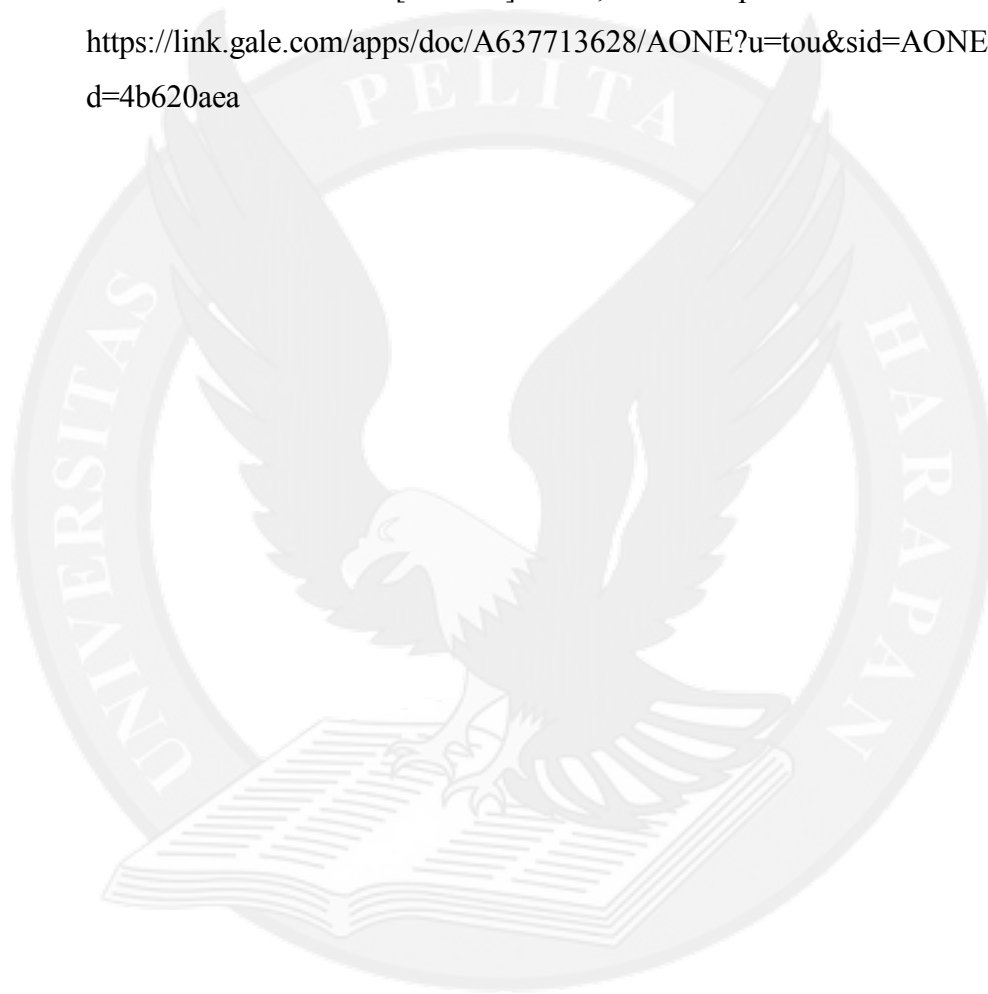 https://link.gale.com/apps/doc/A637713628/AONE?u=tou&sid=AONE
d=4b620aea
PELITA
UNIVERSITAS
HARAPAN